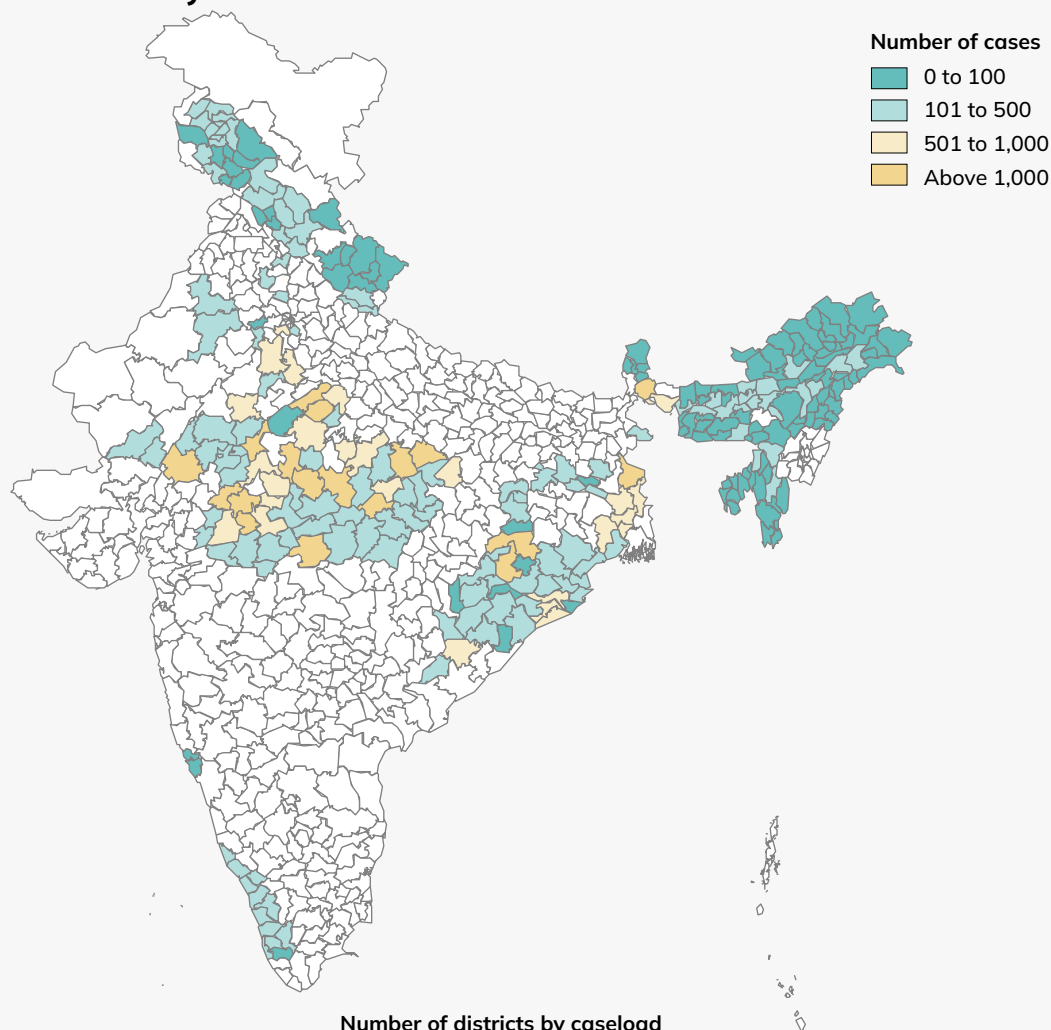 Number of cases
0 to 100
101 to 500
501 to 1,000
Above 1,000
Number of districts by caseload